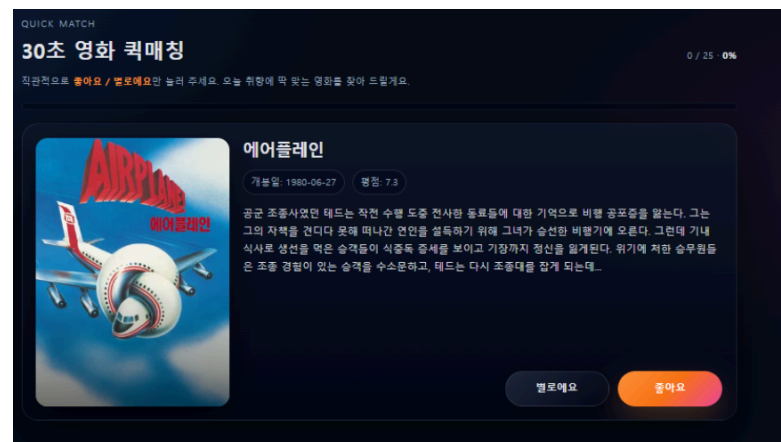 QUICK MATCH
30초 영화 퀵매칭
0 / 25 · 0%
직관적으로 좋아요 / 별로에요만 눌러 주세요. 오늘 취향에 딱 맞는 영화를 찾아 드릴게요.
AIRPLANE!
에어플레인
에어플레인
개봉일: 1980-06-27
평점: 7.3
공군 조종사였던 테드는 작전 수행 도중 전사한 동료들에 대한 기억으로 비행 공포증을 앓는다. 그는
그의 자책을 견디다 못해 떠나간 연인을 설득하기 위해 그녀가 승선한 비행기에 오른다. 그런데 기내
식사로 생선을 먹은 승객들이 식중독 증세를 보이고 기장까지 정신을 잃게된다. 위기에 처한 승무원들
은 조종 경험이 있는 승객을 수소문하고, 테드는 다시 조종대를 잡게 되는데...
별로에요
좋아요